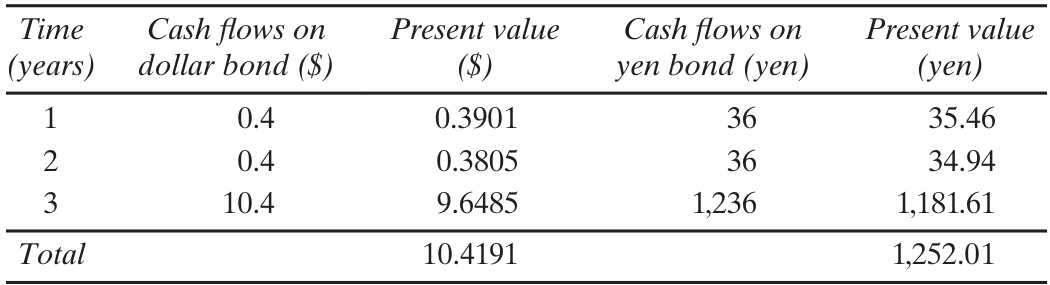 Time Cash flows on Present value Cash flows on Present value
(years) dollar bond ($) ($) yen bond (yen) (yen)
1 0.4 0.3901 36 35.46
2 0.4 0.3805 36 34.94
3 10.4 9.6485 1,236 1,181.61
Total 10.4191 1,252.01